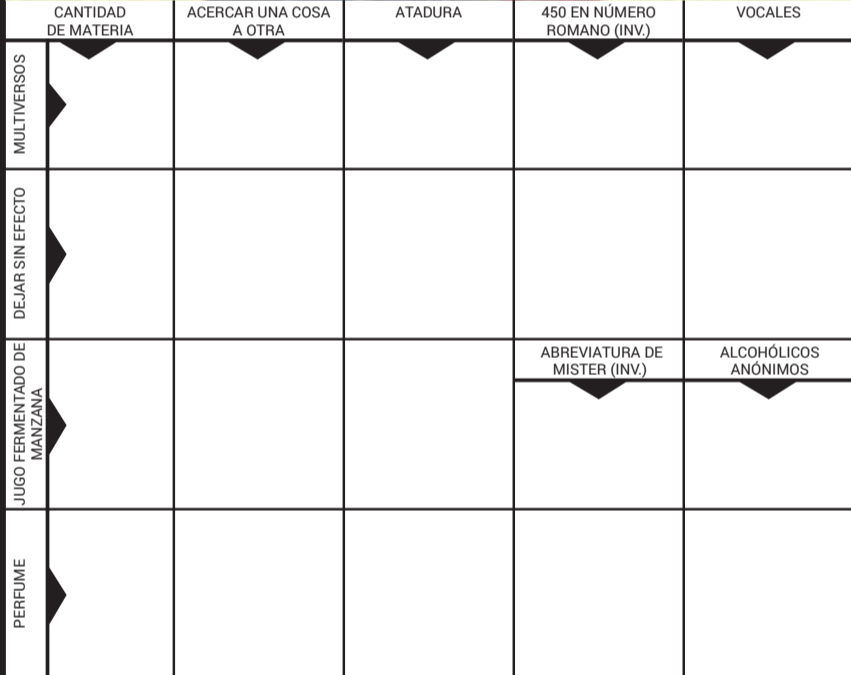 CANTIDAD
DE MATERIA
ACERCAR UNA COSA
A OTRA
ATADURA
450 EN NÚMERO
ROMANO (INV.)
VOCALES
MULTIVERSOS
DEJAR SIN EFECTO
JUGO FERMENTADO DE
MANZANA
ABREVIATURA DE
MISTER (INV.)
ALCOHÓLICOS
ANÓNIMOS
PERFUME